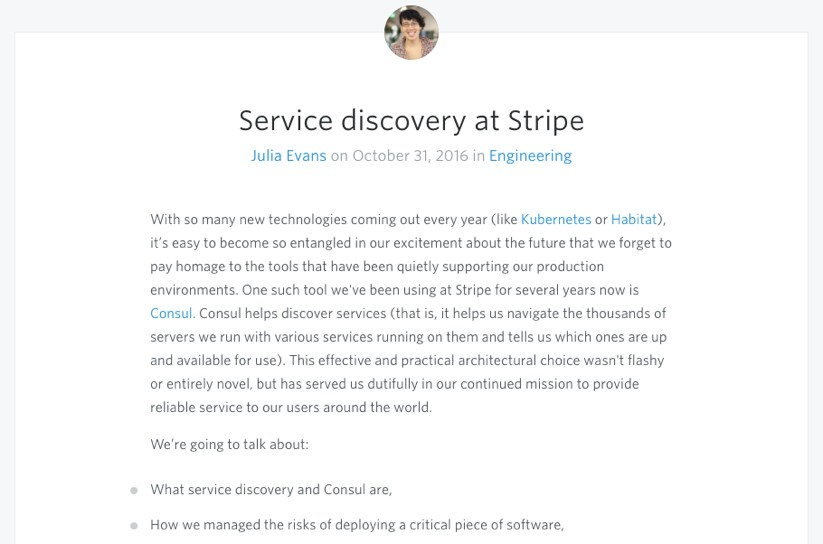 Service discovery at Stripe
Julia Evans on October 31, 2016 in Engineering
With so many new technologies coming out every year (like Kubernetes or Habitat),
it’s easy to become so entangled in our excitement about the future that we forget to
pay homage to the tools that have been quietly supporting our production
environments. One such tool we've been using at Stripe for several years now is
Consul. Consul helps discover services (that is, it helps us navigate the thousands of
servers we run with various services running on them and tells us which ones are up
and available for use). This effective and practical architectural choice wasn't flashy
or entirely novel, but has served us dutifully in our continued mission to provide
reliable service to our users around the world.
We’re going to talk about:
What service discovery and Consul are,
How we managed the risks of deploying a critical piece of software,